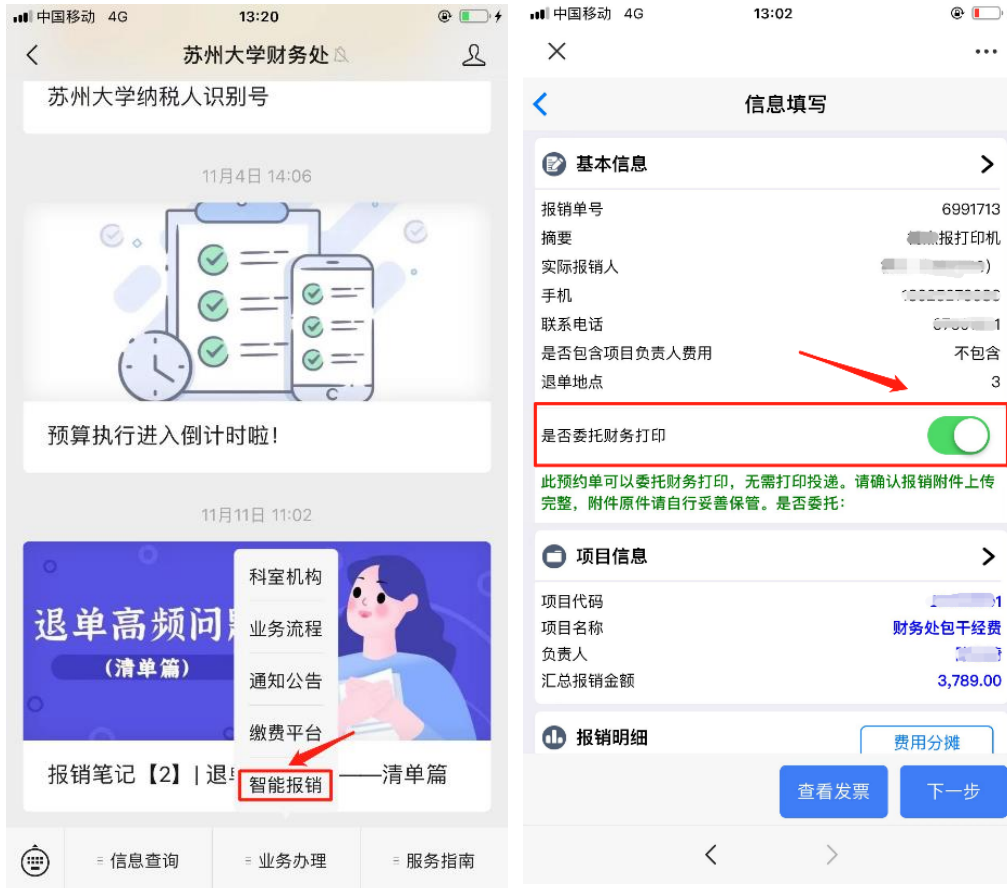 中国移动 4G 13:20
苏州大学财务处
苏州大学纳税人识别号
11月4日 14:06
预算执行进入倒计时啦！
11月11日 11:02
退单高频问
(清单篇)
科室机构
业务流程
通知公告
缴费平台
智能报销
报销笔记【2】| 退 ——清单篇
信息查询
业务办理
服务指南
中国移动 4G 13:02
信息填写
基本信息
报销单号 6991713
摘要 报打印机
实际报销人
手机
联系电话
是否包含项目负责人费用 不包含
退单地点 3
是否委托财务打印
此预约单可以委托财务打印，无需打印投递。请确认报销附件上传
完整，附件原件请自行妥善保管。是否委托：
项目信息
项目代码
项目名称 财务处包干经费
负责人
汇总报销金额 3,789.00
报销明细
费用分摊
查看发票
下一步